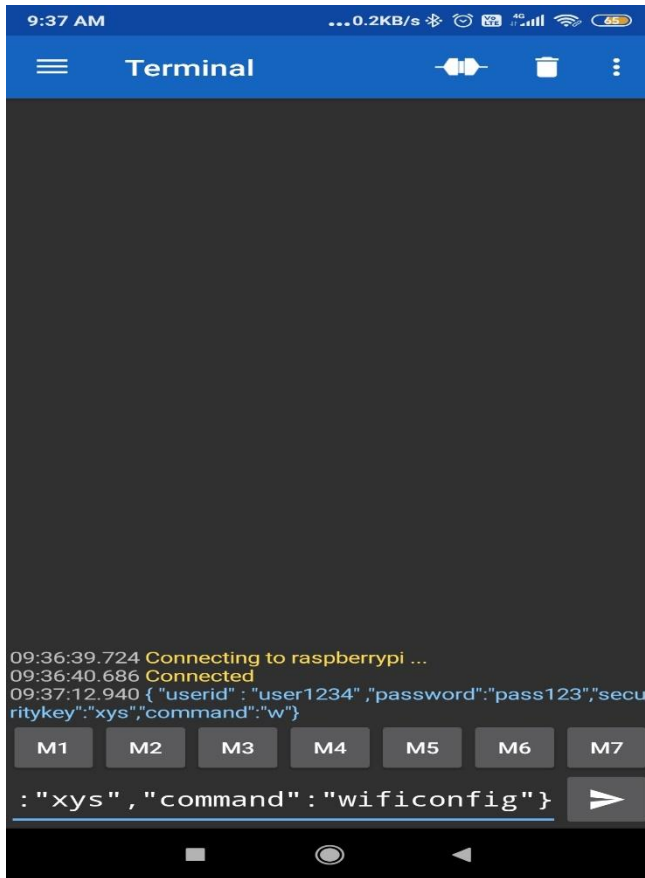 9:37 AM ...0.2KB/s VoLTE 4G 65
Terminal
09:36:39.724 Connecting to raspberrypi ...
09:36:40.686 Connected
09:37:12.940 { "userid" : "user1234" ,"password":"pass123","secu
ritykey":"xys","command":"w"}
M1 M2 M3 M4 M5 M6 M7
:"xys","command":"wificonfig"}